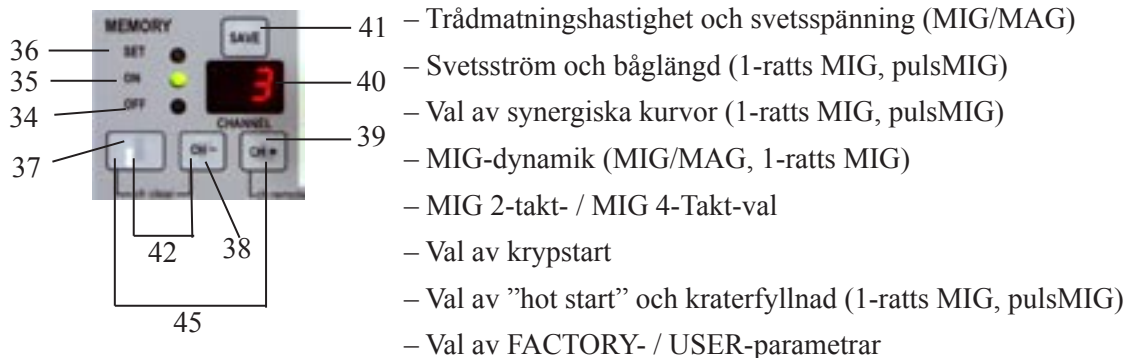 MEMORY
SET
ON
OFF
SAVE
3
CHANNEL
CH –
CH +
36
35
34
37
41
40
39
42
38
45
– Trådmatningshastighet och svetsspänning (MIG/MAG)
– Svetsström och båglängd (1-ratts MIG, pulsMIG)
– Val av synergiska kurvor (1-ratts MIG, pulsMIG)
– MIG-dynamik (MIG/MAG, 1-ratts MIG)
– MIG 2-takt- / MIG 4-Takt-val
– Val av krypstart
– Val av ”hot start” och kraterfyllnad (1-ratts MIG, pulsMIG)
– Val av FACTORY- / USER-parametrar